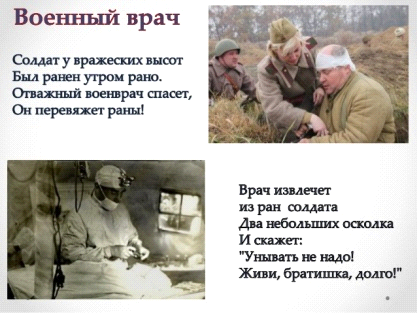 Военный врач
Солдат у вражеских высот
Был ранен утром рано.
Отважный военврач спасет,
Он перевяжет раны!
Врач извлечет
из ран солдата
Два небольших осколка
И скажет:
"Унывать не надо!
Живи, братишка, долго!"